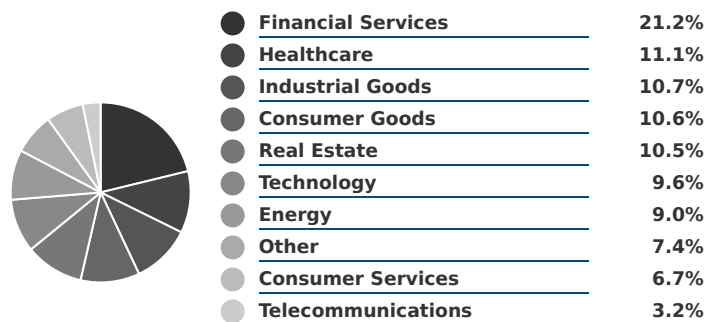 Financial Services 21.2%
Healthcare 11.1%
Industrial Goods 10.7%
Consumer Goods 10.6%
Real Estate 10.5%
Technology 9.6%
Energy 9.0%
Other 7.4%
Consumer Services 6.7%
Telecommunications 3.2%